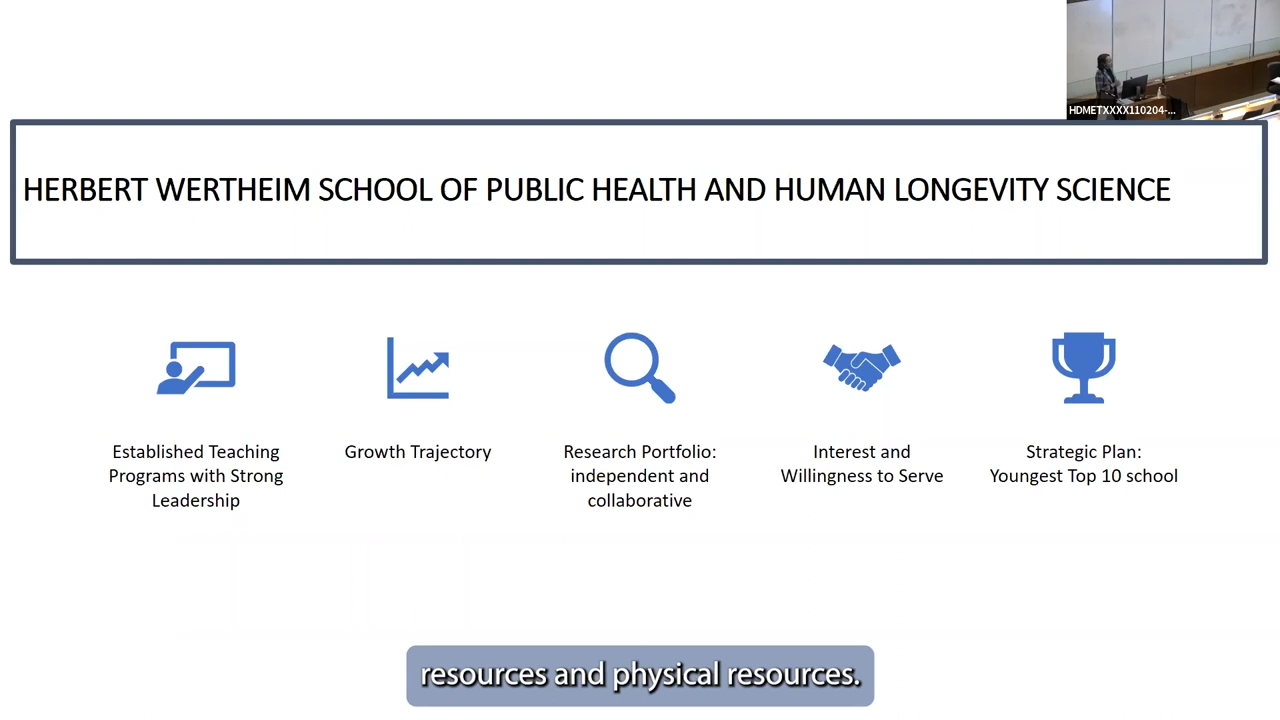 HDMETXXXX110204-...
HERBERT WERTHEIM SCHOOL OF PUBLIC HEALTH AND HUMAN LONGEVITY SCIENCE
Established Teaching
Programs with Strong
Leadership
Growth Trajectory
Research Portfolio:
independent and
collaborative
Interest and
Willingness to Serve
Strategic Plan:
Youngest Top 10 school
resources and physical resources.